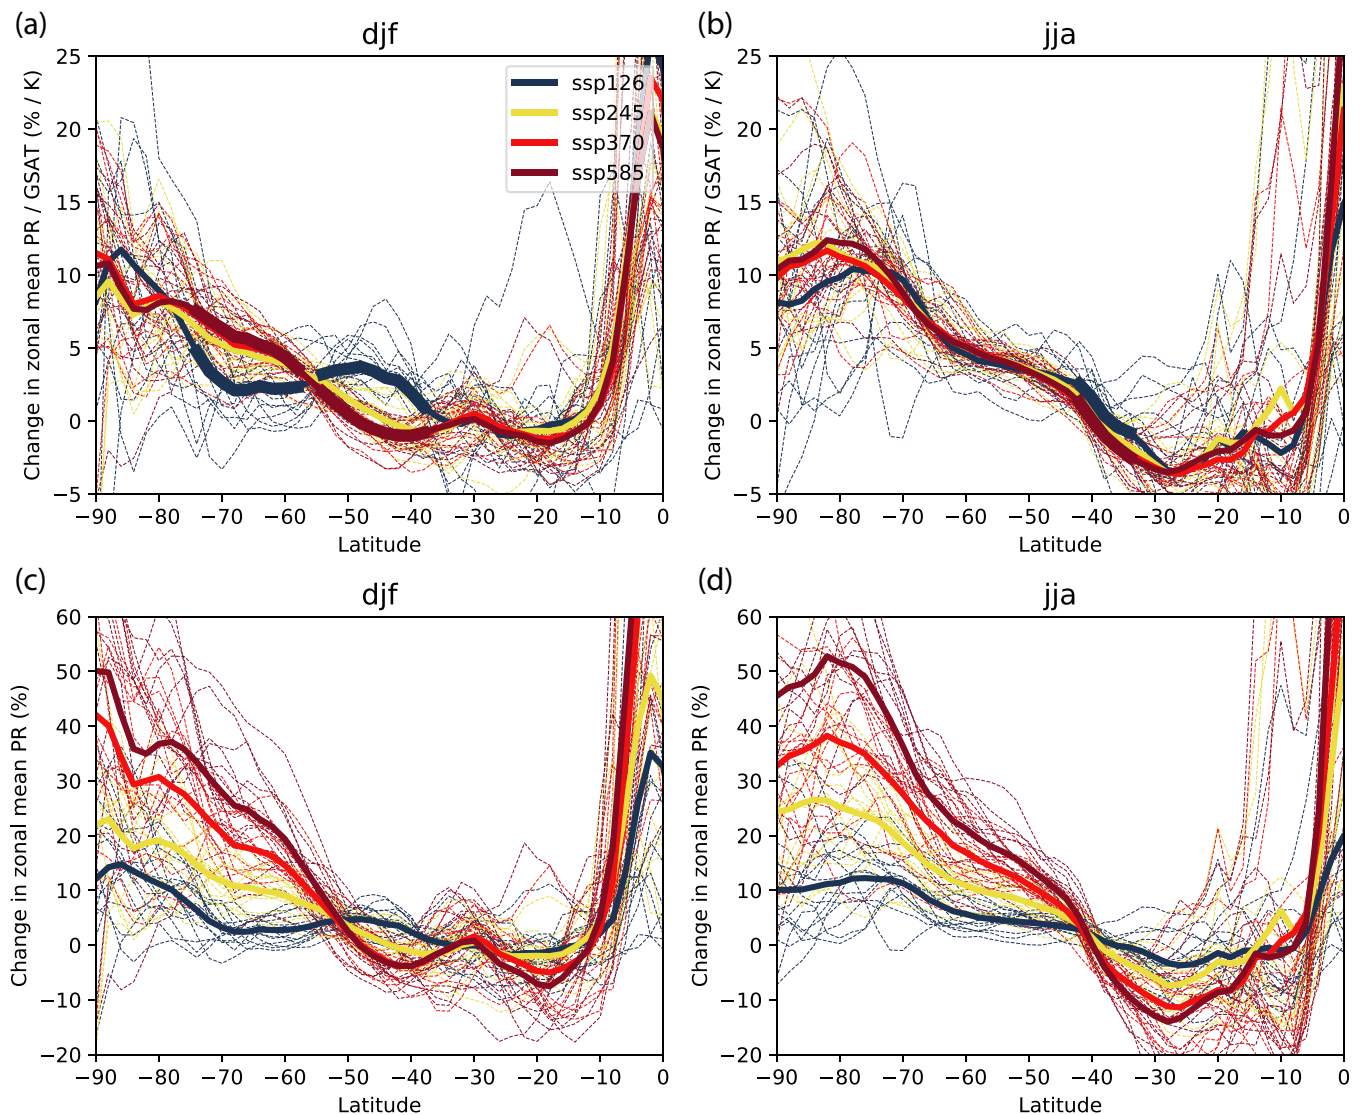 (a)
djf
Change in zonal mean PR / GSAT (% / K)
25
20
15
10
5
0
−5
−90 −80 −70 −60 −50 −40 −30 −20 −10 0
Latitude
ssp126
ssp245
ssp370
ssp585
(b)
jja
Change in zonal mean PR / GSAT (% / K)
25
20
15
10
5
0
−5
−90 −80 −70 −60 −50 −40 −30 −20 −10 0
Latitude
(c)
djf
Change in zonal mean PR (%)
60
50
40
30
20
10
0
−10
−20
−90 −80 −70 −60 −50 −40 −30 −20 −10 0
Latitude
(d)
jja
Change in zonal mean PR (%)
60
50
40
30
20
10
0
−10
−20
−90 −80 −70 −60 −50 −40 −30 −20 −10 0
Latitude